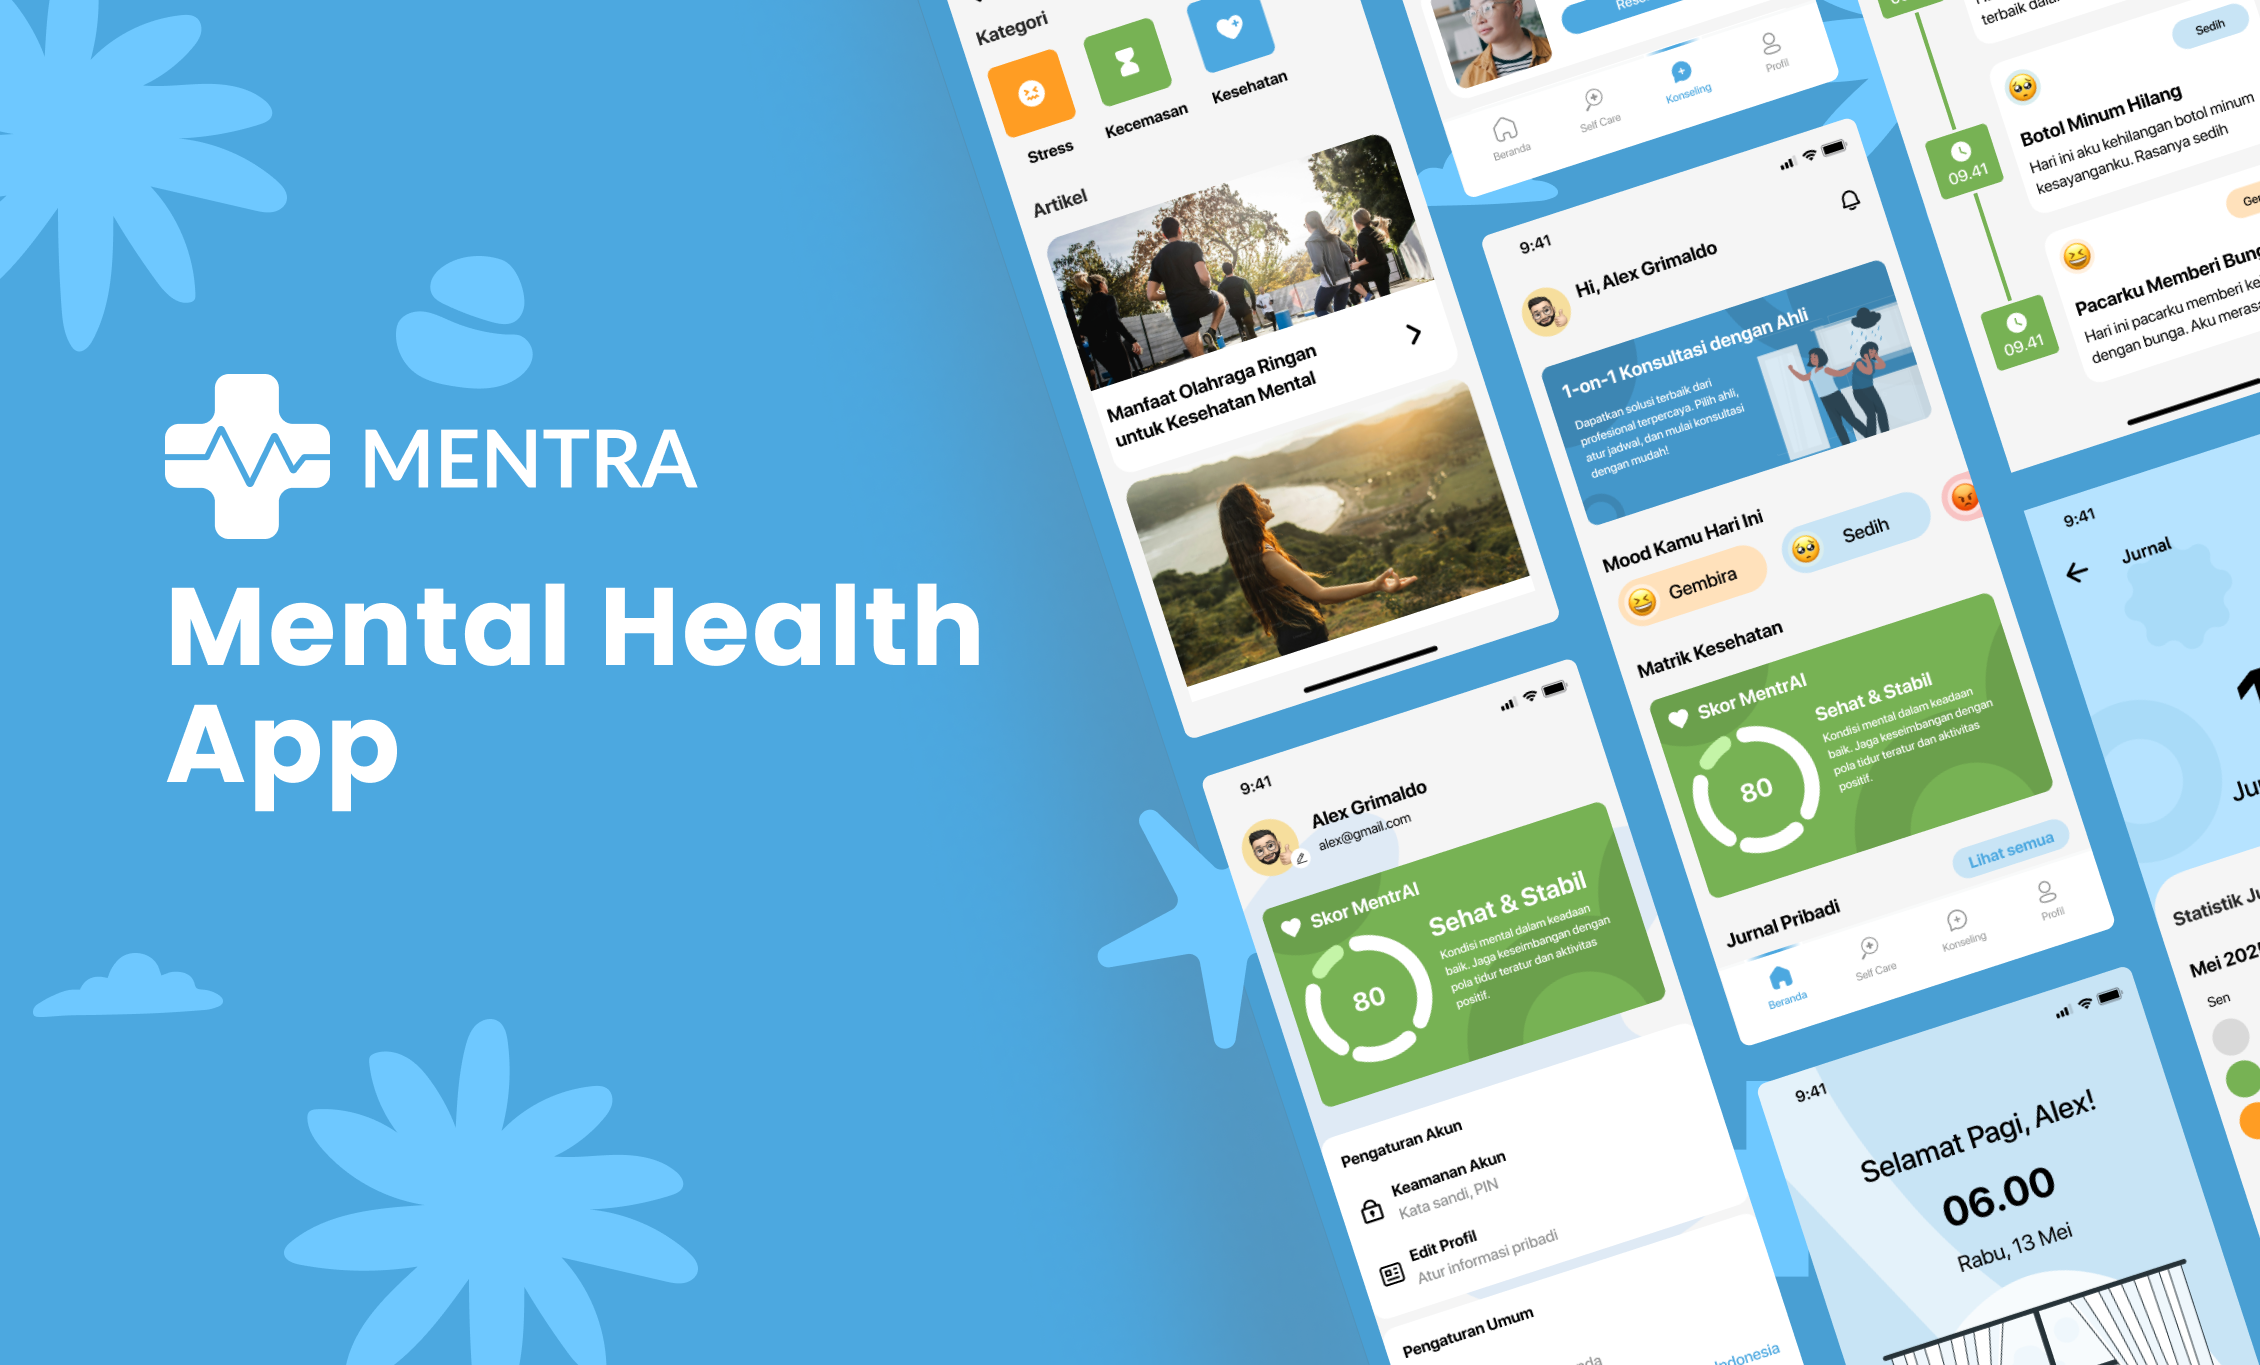 MENTRA
Mental Health
App
Kategori
Stress
Kecemasan
Kesehatan
Artikel
Manfaat Olahraga Ringan
untuk Kesehatan Mental
9:41
Alex Grimaldo
alex@gmail.com
Skor MentrAI
80
Sehat & Stabil
Kondisi mental dalam keadaan
baik. Jaga keseimbangan dengan
pola tidur teratur dan aktivitas
positif.
Pengaturan Akun
Keamanan Akun
Kata sandi, PIN
Edit Profil
Atur informasi pribadi
Pengaturan Umum
Beranda
Self Care
Konseling
Profil
9:41
Hi, Alex Grimaldo
1-on-1 Konsultasi dengan Ahli
Dapatkan solusi terbaik dari
profesional terpercaya. Pilih ahli,
atur jadwal, dan mulai konsultasi
dengan mudah!
Mood Kamu Hari Ini
Gembira
Sedih
Matrik Kesehatan
Skor MentrAI
80
Sehat & Stabil
Kondisi mental dalam keadaan
baik. Jaga keseimbangan dengan
pola tidur teratur dan aktivitas
positif.
Jurnal Pribadi
Lihat semua
Beranda
Self Care
Konseling
Profil
9:41
Selamat Pagi, Alex!
06.00
Rabu, 13 Mei
terbaik
Sedih
09.41
Botol Minum Hilang
Hari ini aku kehilangan botol minum
kesayanganku. Rasanya sedih
09.41
Pacarku Memberi
Hari ini pacarku memberi
dengan bunga. Aku
9:41
Jurnal
Statistik
Mei
Sen